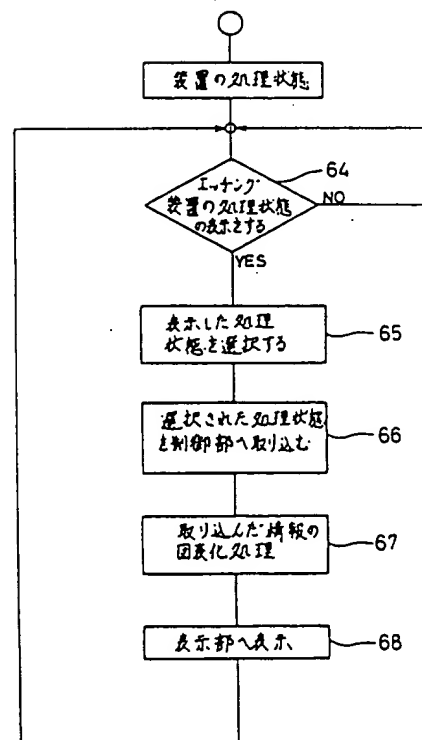 装置の処理状態
64
エッチング
装置の処理状態
の表示をする
NO
YES
表示した処理
状態を選択する
65
選択された処理状態
を制御部へ取り込む
66
取り込んだ情報の
図表化処理
67
表示部へ表示
68